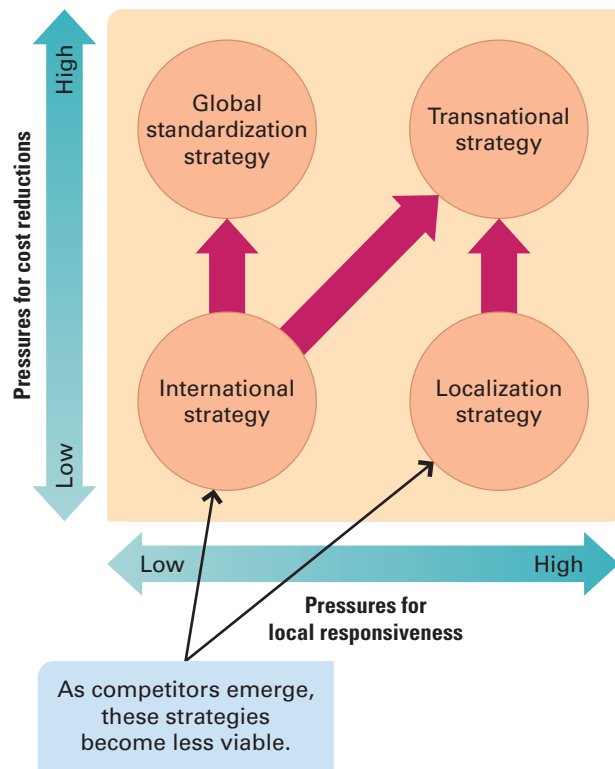 High
Pressures for cost reductions
Low
Global
standardization
strategy
Transnational
strategy
International
strategy
Localization
strategy
Low
High
Pressures for
local responsiveness
As competitors emerge,
these strategies
become less viable.